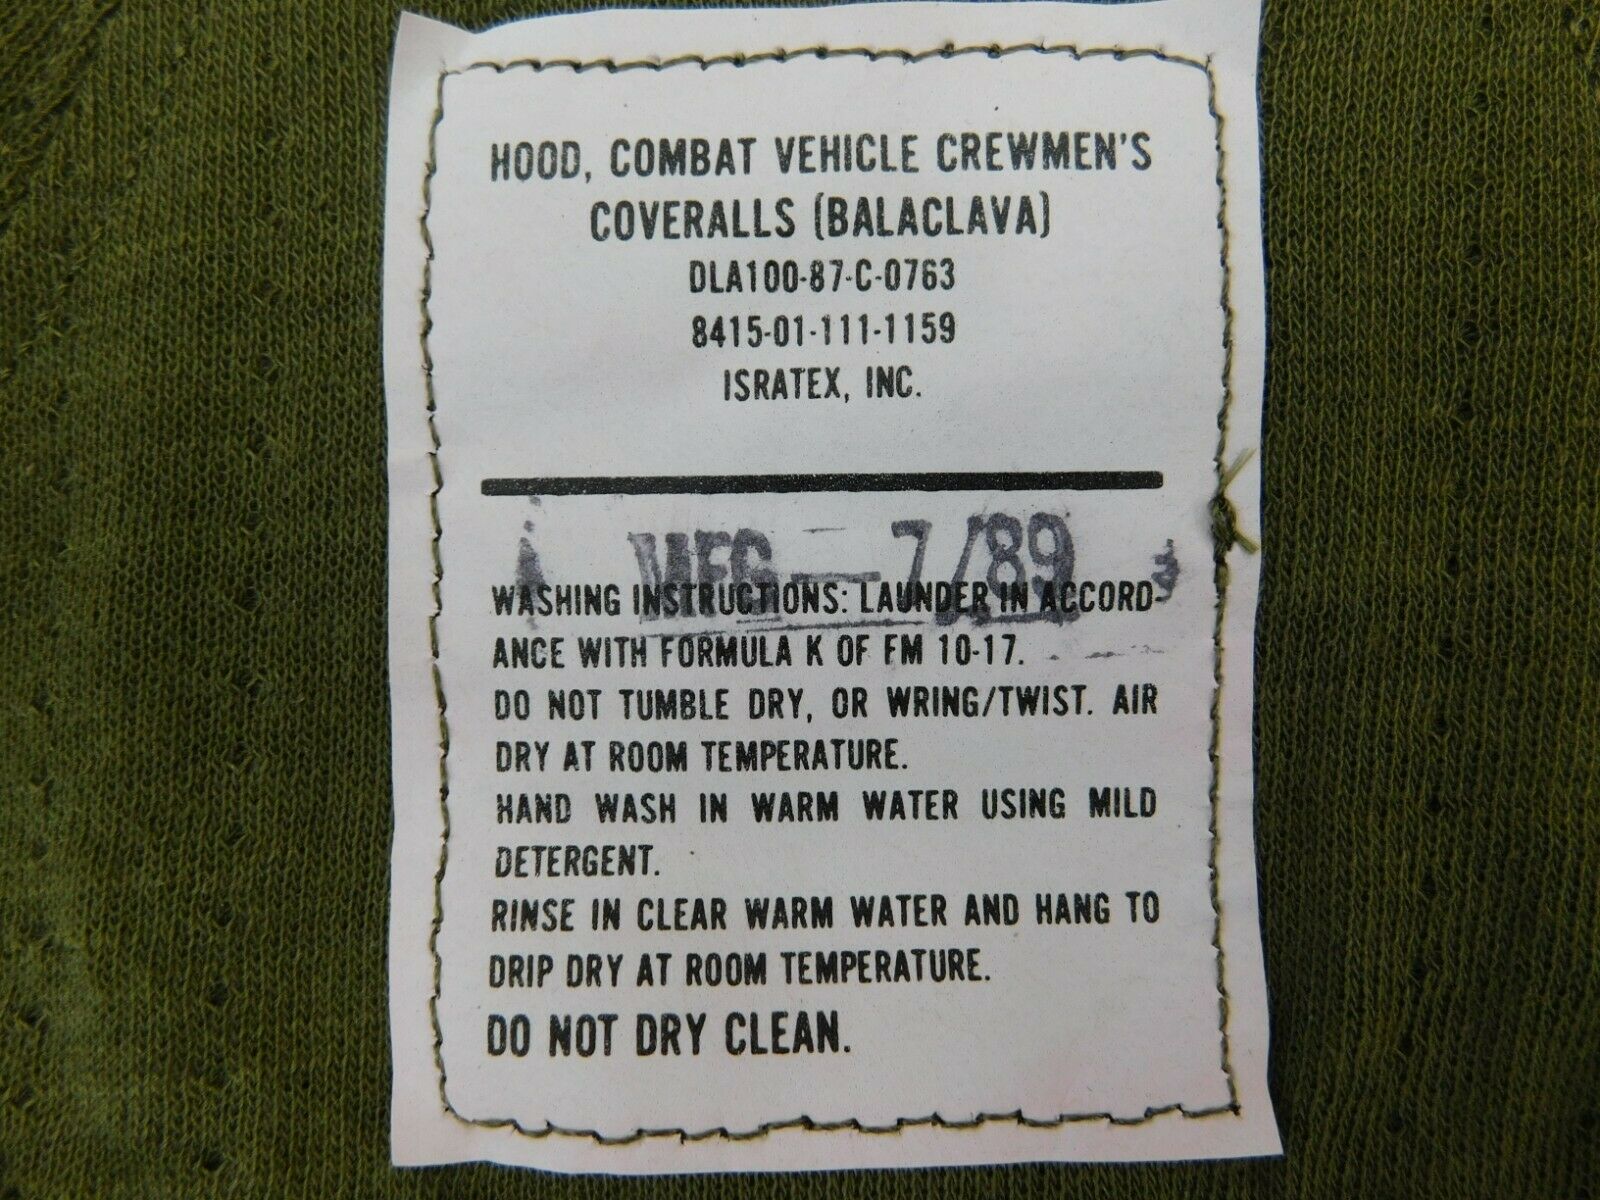 HOOD, COMBAT VEHICLE CREWMEN'S
COVERALLS (BALACLAVA)
DLA100-87-C-0763
8415-01-111-1159
ISRATEX, INC.
MFG — 7/89
WASHING INSTRUCTIONS: LAUNDER IN ACCORD-
ANCE WITH FORMULA K OF FM 10-17.
DO NOT TUMBLE DRY, OR WRING/TWIST. AIR
DRY AT ROOM TEMPERATURE.
HAND WASH IN WARM WATER USING MILD
DETERGENT.
RINSE IN CLEAR WARM WATER AND HANG TO
DRIP DRY AT ROOM TEMPERATURE.
DO NOT DRY CLEAN.